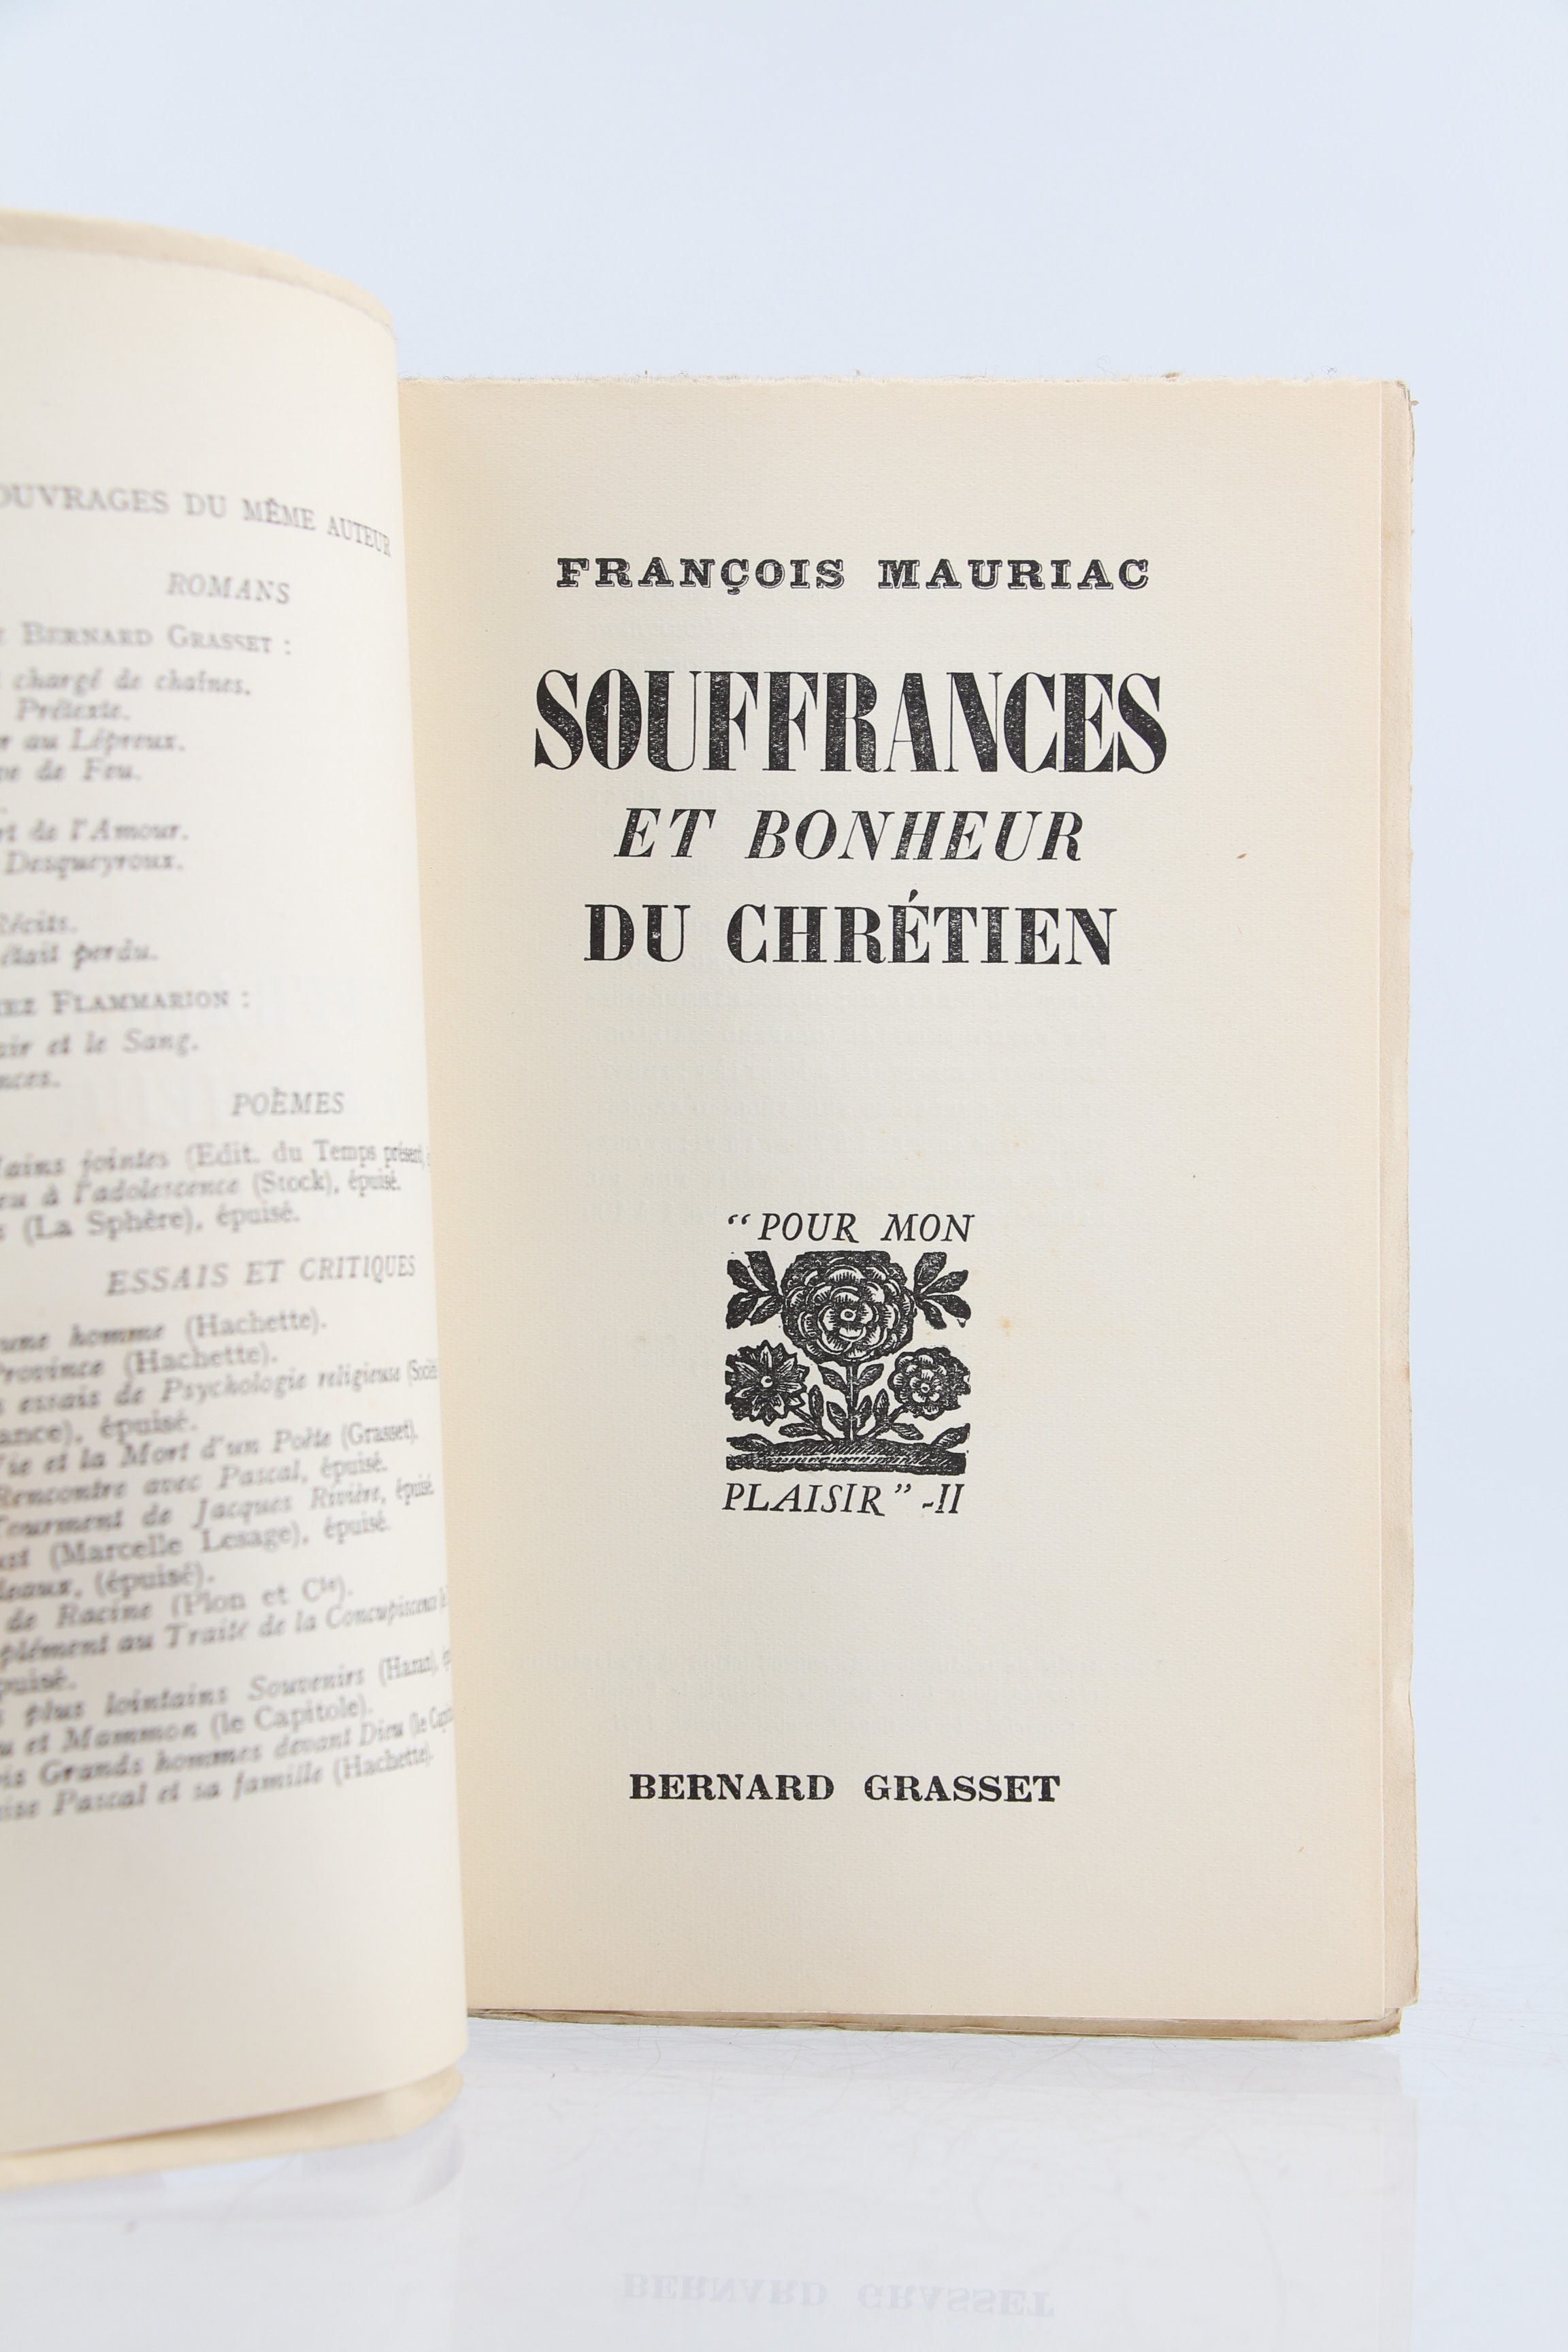 OUVRAGES DU MÊME AUTEUR
ROMANS
BERNARD GRASSET :
chargé de chaînes.
Prétexte.
au Lépreux.
de Feu.
de l'Amour.
Desqueyroux.
Récits.
était perdu.
FLAMMARION :
et le Sang.
POÈMES
jointes (Edit. du Temps présent,
à l'adolescence (Stock), épuisé.
(La Sphère), épuisé.
ESSAIS ET CRITIQUES
homme (Hachette).
Province (Hachette).
essais de Psychologie religieuse
épuisé.
et la Mort d'un Poète (Grasset).
Rencontre avec Pascal, épuisé.
Tourment de Jacques Rivière, épuisé.
(Marcelle Lesage), épuisé.
(épuisé).
de Racine (Plon et Cie).
au Traité de la Concupiscence
plus lointains Souvenirs
et Mammon (le Capitole).
Grands hommes devant Dieu
Pascal et sa famille (Hachette).
FRANÇOIS MAURIAC
SOUFFRANCES
ET BONHEUR
DU CHRÉTIEN
“POUR MON
PLAISIR” -II
BERNARD GRASSET